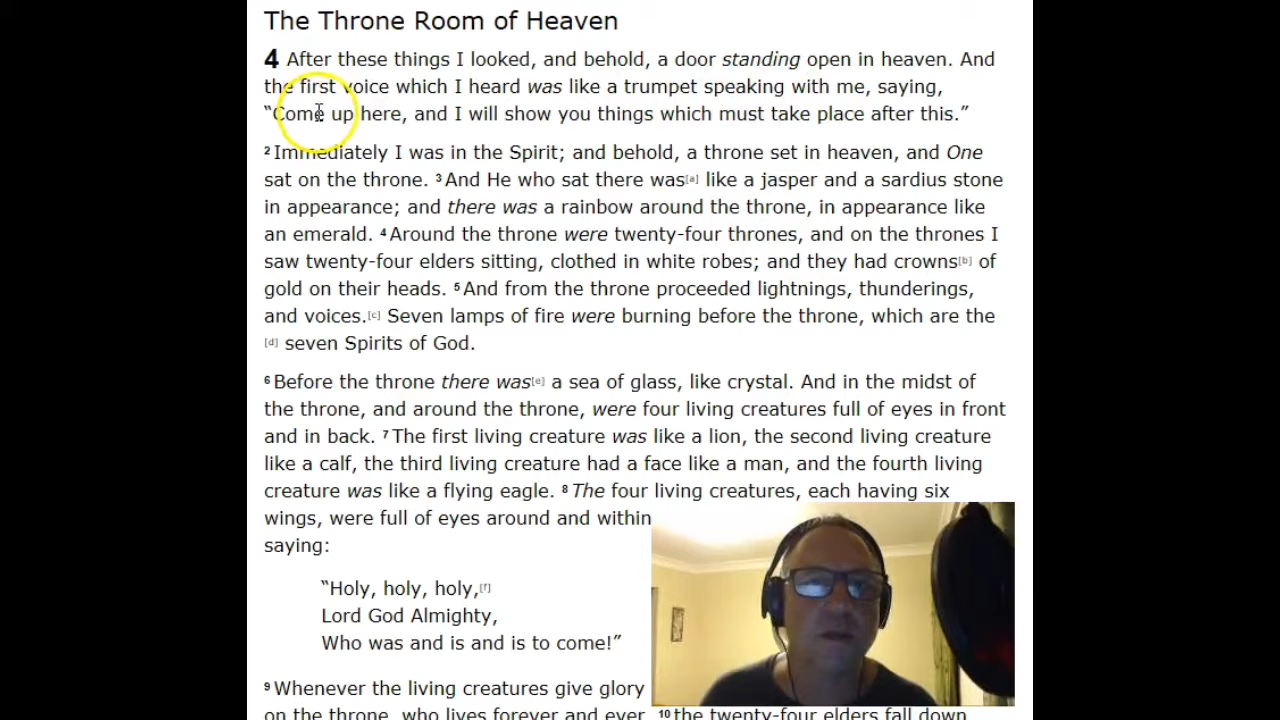 The Throne Room of Heaven
4 After these things I looked, and behold, a door standing open in heaven. And
the first voice which I heard was like a trumpet speaking with me, saying,
“Come up here, and I will show you things which must take place after this.”
2 Immediately I was in the Spirit; and behold, a throne set in heaven, and One
sat on the throne. 3 And He who sat there was[a] like a jasper and a sardius stone
in appearance; and there was a rainbow around the throne, in appearance like
an emerald. 4 Around the throne were twenty-four thrones, and on the thrones I
saw twenty-four elders sitting, clothed in white robes; and they had crowns[b] of
gold on their heads. 5 And from the throne proceeded lightnings, thunderings,
and voices.[c] Seven lamps of fire were burning before the throne, which are the
[d] seven Spirits of God.
6 Before the throne there was[e] a sea of glass, like crystal. And in the midst of
the throne, and around the throne, were four living creatures full of eyes in front
and in back. 7 The first living creature was like a lion, the second living creature
like a calf, the third living creature had a face like a man, and the fourth living
creature was like a flying eagle. 8 The four living creatures, each having six
wings, were full of eyes around and within
saying:
“Holy, holy, holy,[f]
Lord God Almighty,
Who was and is and is to come!”
9 Whenever the living creatures give glory
on the throne, who lives forever and ever 10 the twenty-four elders fall down